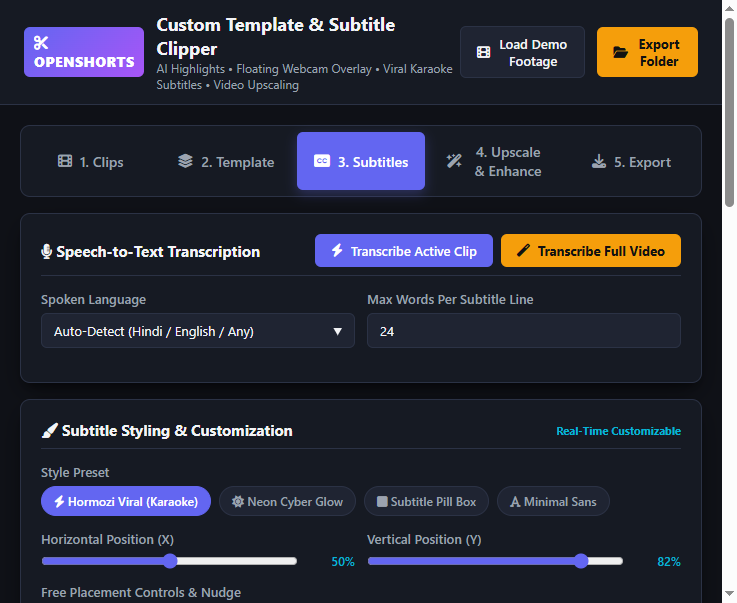 OPENSHORTS
Custom Template & Subtitle
Clipper
AI Highlights • Floating Webcam Overlay • Viral Karaoke
Subtitles • Video Upscaling
Load Demo
Footage
Export
Folder
1. Clips
2. Template
CC 3. Subtitles
4. Upscale
& Enhance
5. Export
Speech-to-Text Transcription
Transcribe Active Clip
Transcribe Full Video
Spoken Language
Max Words Per Subtitle Line
Auto-Detect (Hindi / English / Any)
24
Subtitle Styling & Customization
Real-Time Customizable
Style Preset
Hormozi Viral (Karaoke)
Neon Cyber Glow
Subtitle Pill Box
Minimal Sans
Horizontal Position (X)
Vertical Position (Y)
50%
82%
Free Placement Controls & Nudge